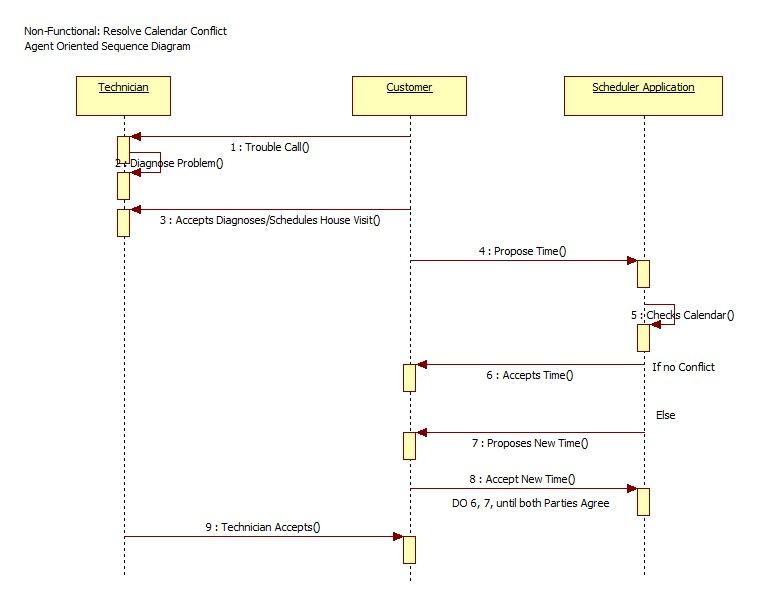 Non-Functional: Resolve Calendar Conflict
Agent Oriented Sequence Diagram
Technician
Customer
Scheduler Application
1 : Trouble Call()
2 : Diagnose Problem()
3 : Accepts Diagnoses/Schedules House Visit()
4 : Propose Time()
5 : Checks Calendar()
If no Conflict
6 : Accepts Time()
Else
7 : Proposes New Time()
8 : Accept New Time()
DO 6, 7, until both Parties Agree
9 : Technician Accepts()